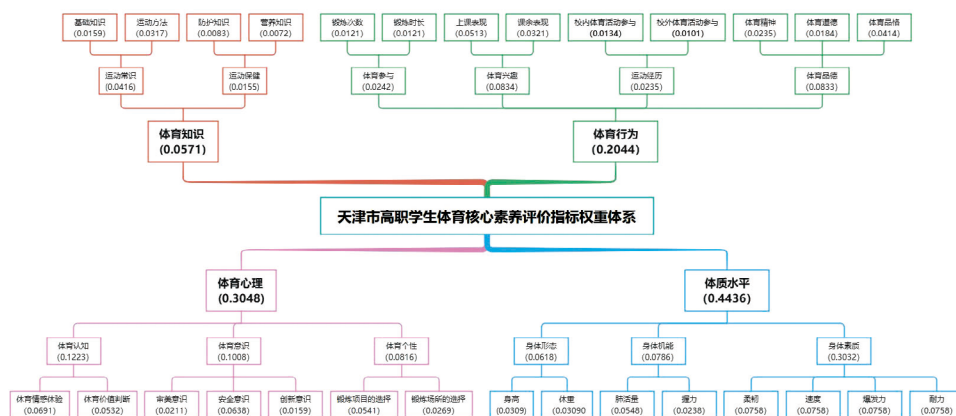 基础知识
(0.0159)
运动方法
(0.0317)
防护知识
(0.0083)
营养知识
(0.0072)
锻炼次数
(0.0121)
锻炼时长
(0.0121)
上课表现
(0.0513)
课余表现
(0.0321)
校内体育活动参与
(0.0134)
校外体育活动参与
(0.0101)
体育精神
(0.0235)
体育道德
(0.0184)
体育品格
(0.0414)
运动常识
(0.0416)
运动保健
(0.0155)
体育参与
(0.0242)
体育兴趣
(0.0834)
运动经历
(0.0235)
体育品德
(0.0833)
体育知识
(0.0571)
体育行为
(0.2044)
天津市高职学生体育核心素养评价指标权重体系
体育心理
(0.3048)
体质水平
(0.4436)
体育认知
(0.1223)
体育意识
(0.1008)
体育个性
(0.0816)
身体形态
(0.0618)
身体机能
(0.0786)
身体素质
(0.3032)
体育情感体验
(0.0691)
体育价值判断
(0.0532)
审美意识
(0.0211)
安全意识
(0.0638)
创新意识
(0.0159)
锻炼项目的选择
(0.0541)
锻炼场所的选择
(0.0269)
身高
(0.0309)
体重
(0.03090)
肺活量
(0.0548)
握力
(0.0238)
柔韧
(0.0758)
速度
(0.0758)
爆发力
(0.0758)
耐力
(0.0758)